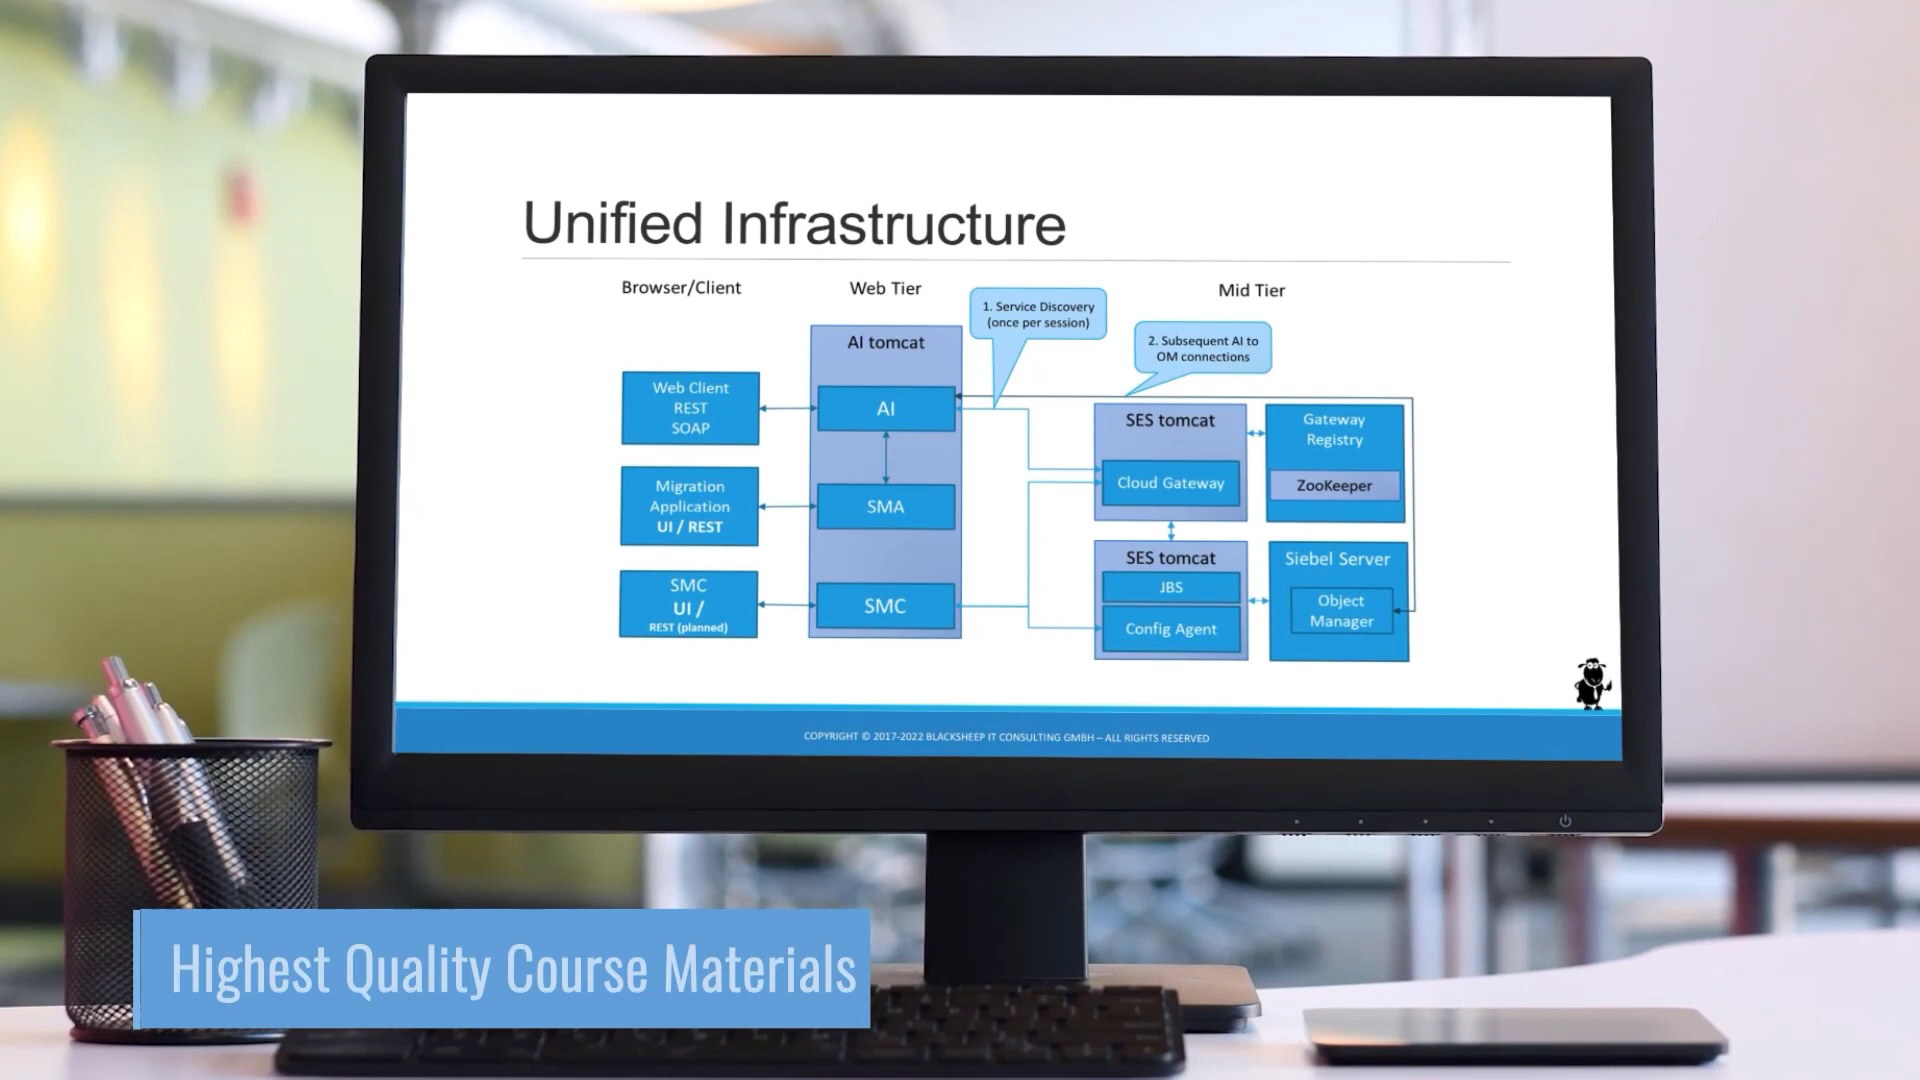 Unified Infrastructure
Browser/Client
Web Tier
Mid Tier
1. Service Discovery
(once per session)
2. Subsequent AI to
OM connections
AI tomcat
Web Client
REST
SOAP
AI
Migration
Application
UI / REST
SMA
SMC
UI /
REST (planned)
SMC
SES tomcat
Cloud Gateway
Gateway
Registry
ZooKeeper
SES tomcat
JBS
Config Agent
Siebel Server
Object
Manager
COPYRIGHT © 2017-2022 BLACKSHEEP IT CONSULTING GMBH – ALL RIGHTS RESERVED
Highest Quality Course Materials